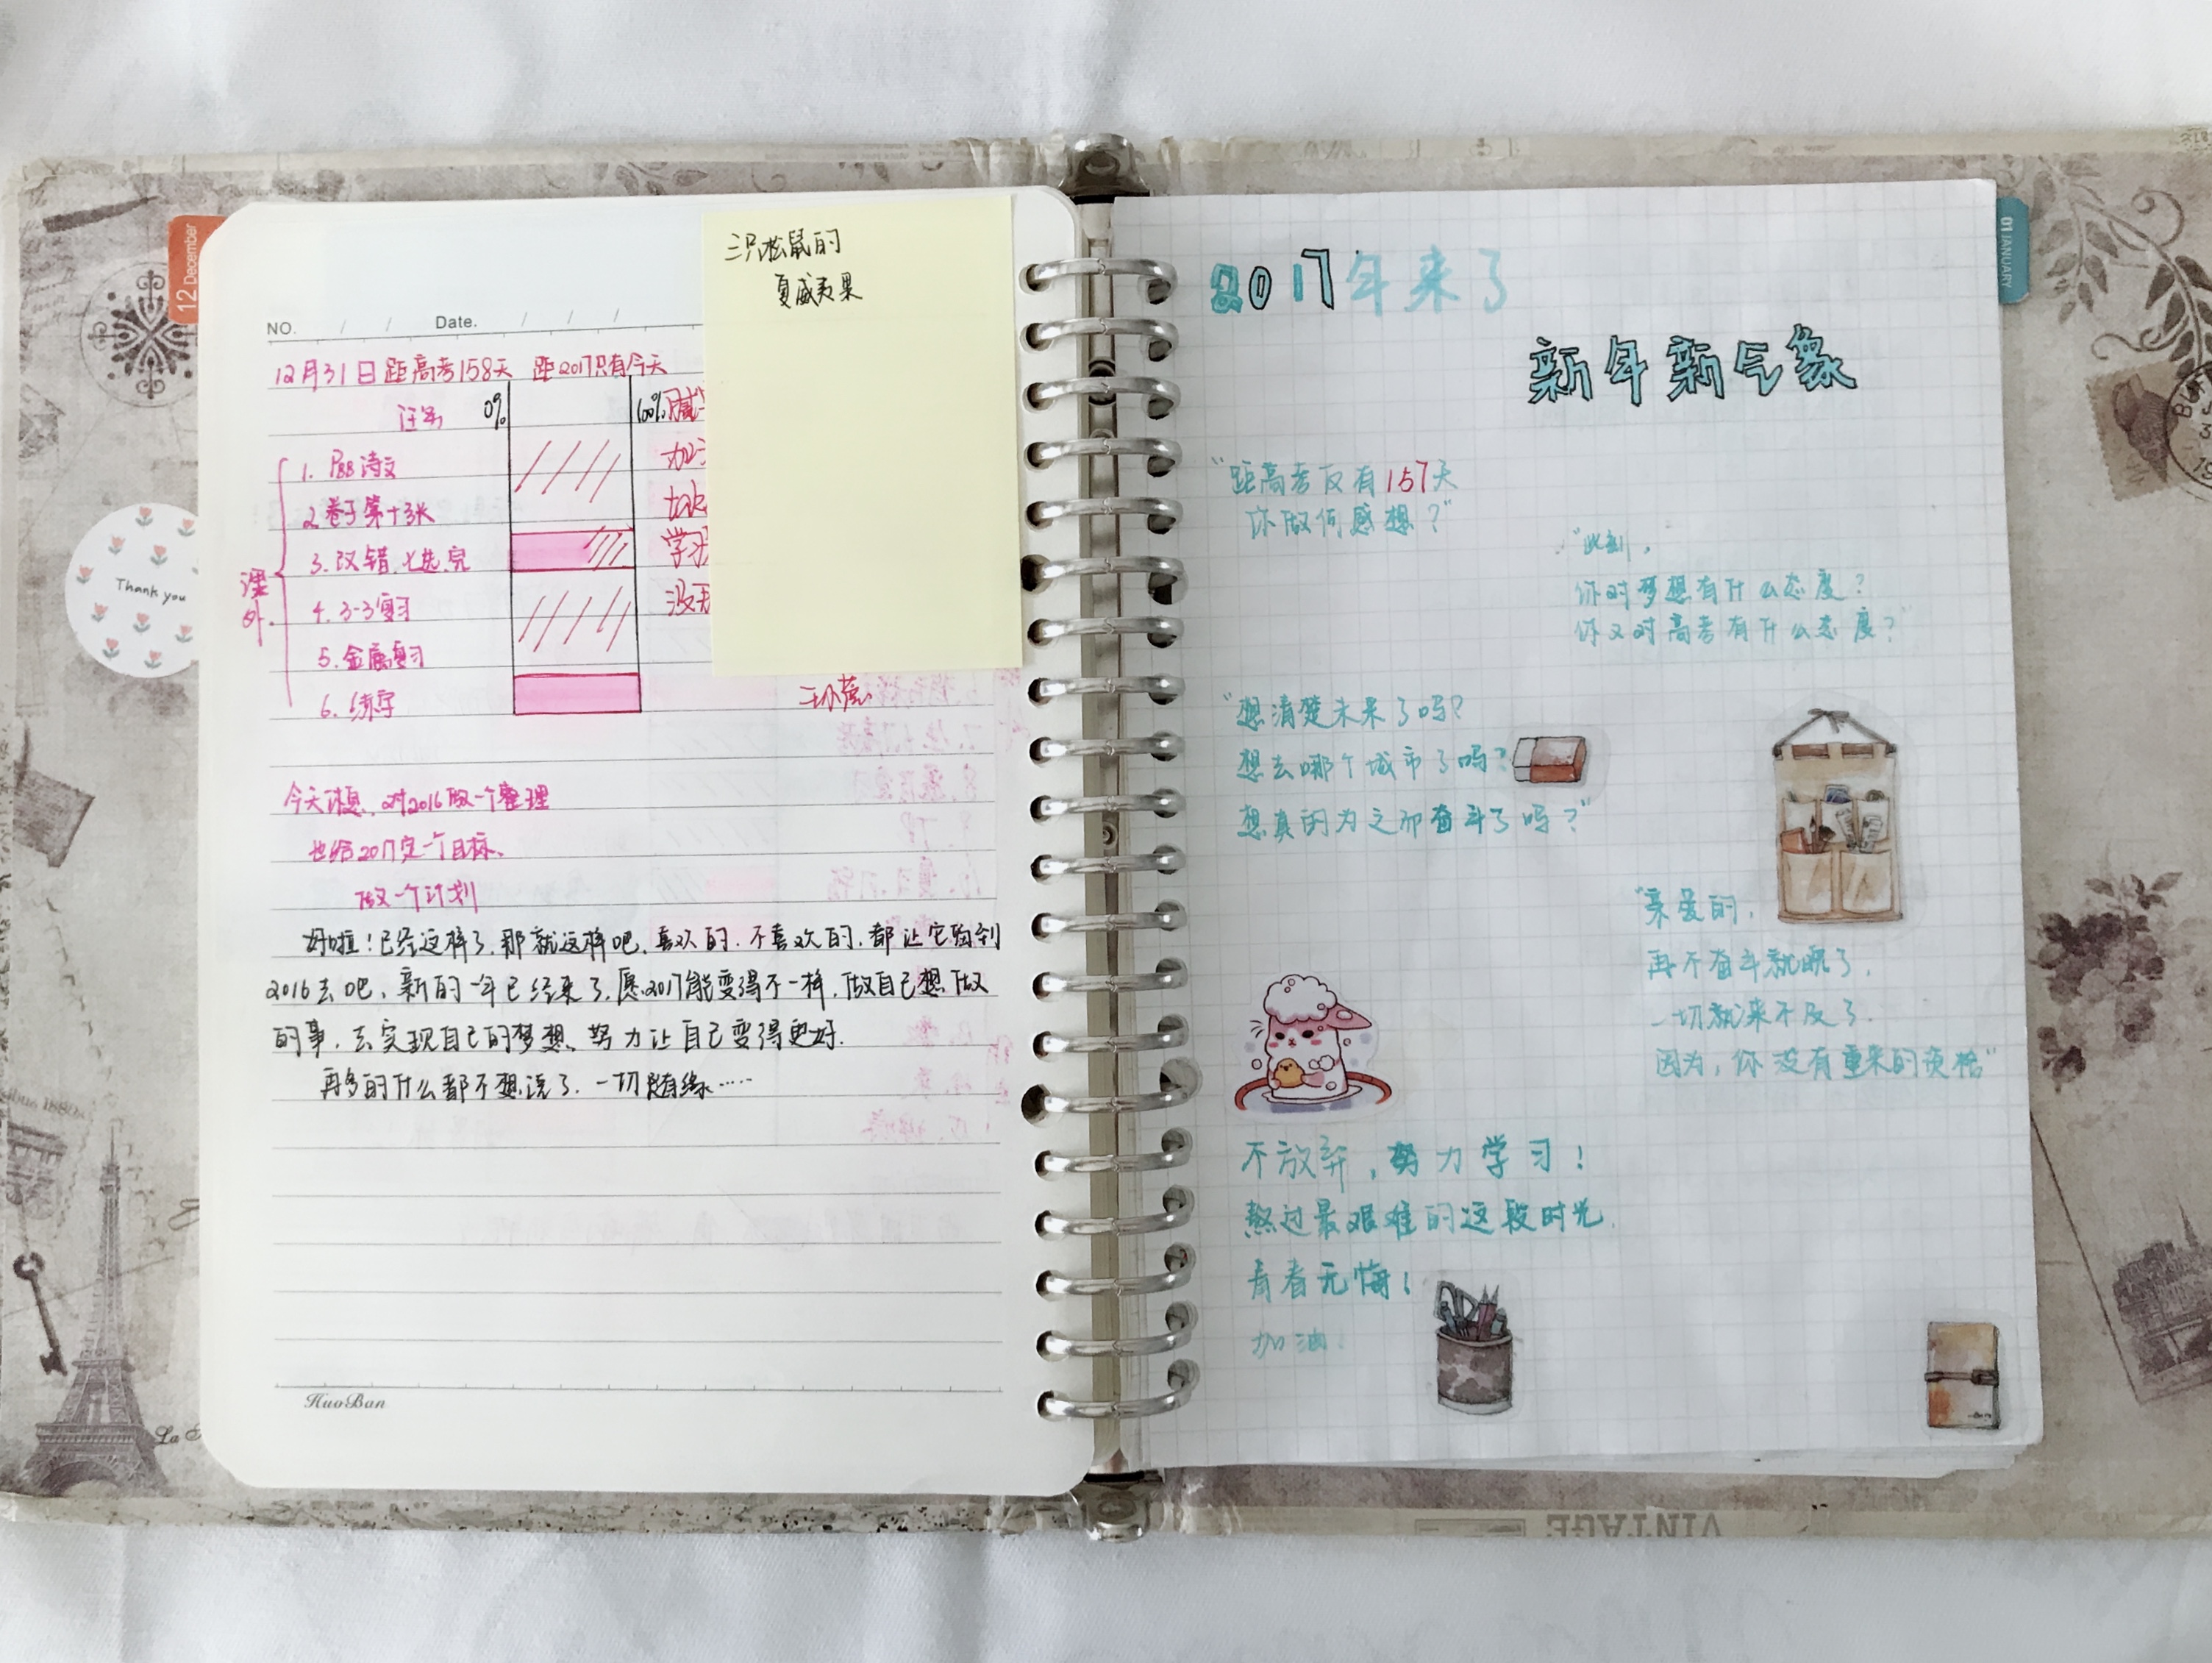 12 December
NO. / / Date. / / /
12月31日 距高考158天 距2017只有今天
任务 0% 100%
1. P88 诗文
2. 卷子第十张
3. 改错、七选、完
4. 3-3复习
5. 金属复习
6. 练字
课外
三只松鼠的
夏威夷果
学习
今天休息、对2016做一个整理
也给2017定一个目标、
做一个计划
好啦！已经这样了、那就这样吧、喜欢的、不喜欢的、都让它留到
2016去吧、新的一年已经来了、愿2017能变得不一样、做自己想做
的事、去实现自己的梦想、努力让自己变得更好.
再多的什么都不想说了、一切随缘……
HuoBan
Thank you
01 JANUARY
2017年来了
新年新气象
“距高考仅有157天
你做何感想？”
“此刻，
你对梦想有什么态度？
你又对高考有什么态度？”
“想清楚未来了吗？
想去哪个城市了吗？
想真的为之而奋斗了吗？”
“亲爱的，
再不奋斗就晚了，
一切就来不及了.
因为，你没有重来的资格”
不放弃，努力学习！
熬过最艰难的这段时光.
青春无悔！
加油.
VINTAGE